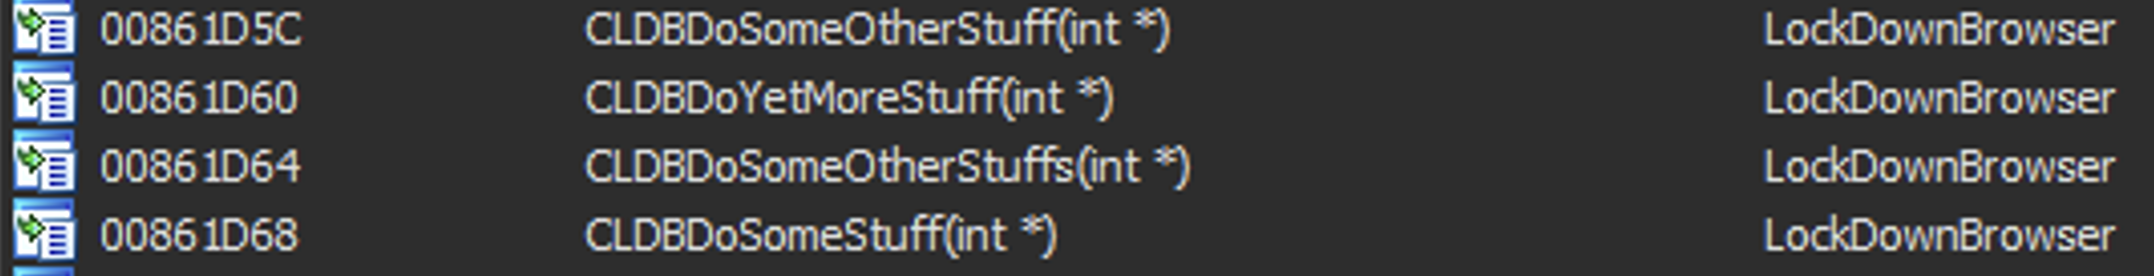 00861D5C CLDBDoSomeOtherStuff(int *) LockDownBrowser
00861D60 CLDBDoYetMoreStuff(int *) LockDownBrowser
00861D64 CLDBDoSomeOtherStuffs(int *) LockDownBrowser
00861D68 CLDBDoSomeStuff(int *) LockDownBrowser